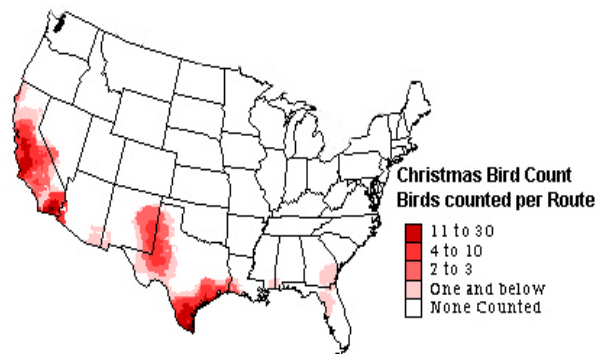 Christmas Bird Count
Birds counted per Route
11 to 30
4 to 10
2 to 3
One and below
None Counted